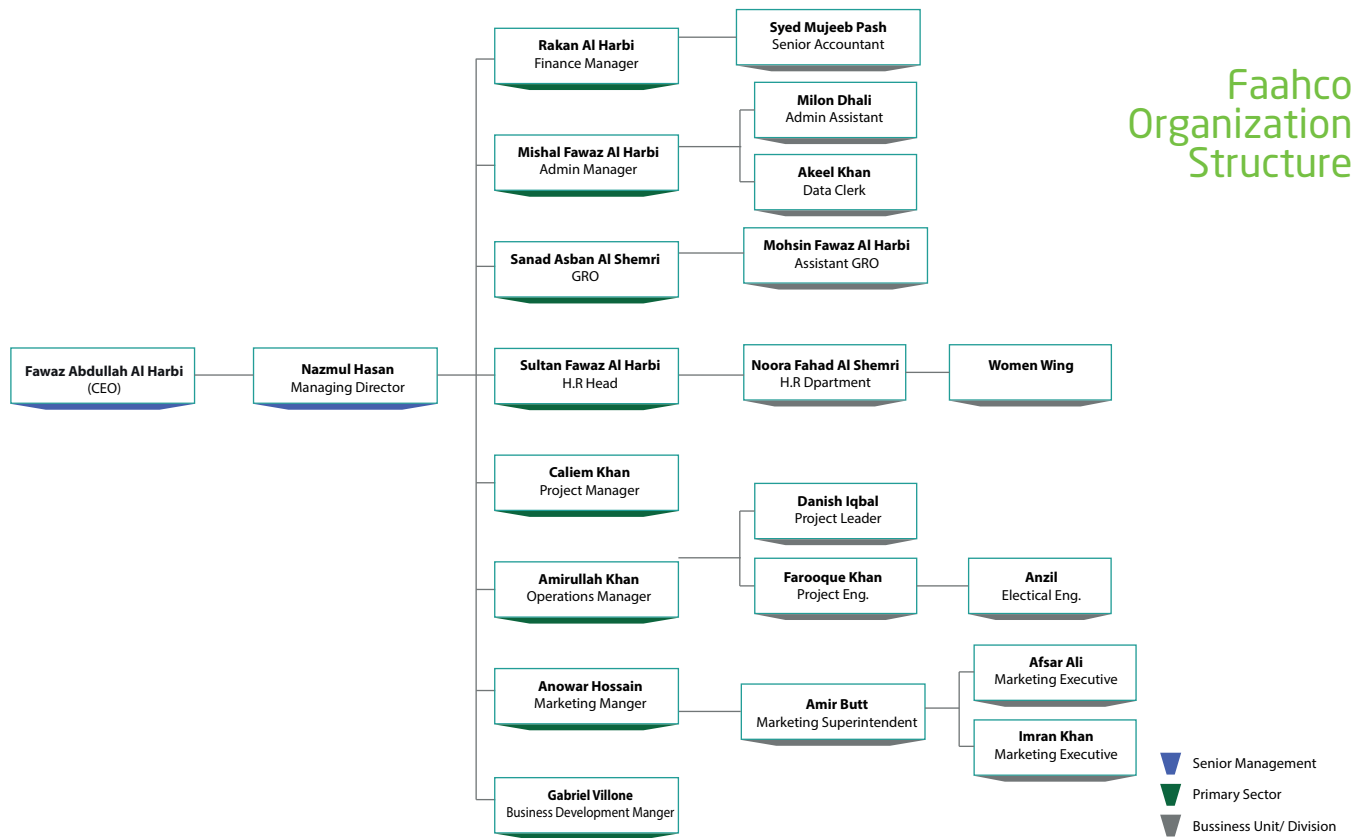 Faahco
Organization
Structure
Fawaz Abdullah Al Harbi
(CEO)
Nazmul Hasan
Managing Director
Rakan Al Harbi
Finance Manager
Syed Mujeeb Pash
Senior Accountant
Mishal Fawaz Al Harbi
Admin Manager
Milon Dhali
Admin Assistant
Akeel Khan
Data Clerk
Sanad Asban Al Shemri
GRO
Mohsin Fawaz Al Harbi
Assistant GRO
Sultan Fawaz Al Harbi
H.R Head
Noora Fahad Al Shemri
H.R Dpartment
Women Wing
Caliem Khan
Project Manager
Amirullah Khan
Operations Manager
Danish Iqbal
Project Leader
Farooque Khan
Project Eng.
Anzil
Electical Eng.
Anowar Hossain
Marketing Manger
Amir Butt
Marketing Superintendent
Afsar Ali
Marketing Executive
Imran Khan
Marketing Executive
Gabriel Villone
Business Development Manger
Senior Management
Primary Sector
Bussiness Unit/ Division